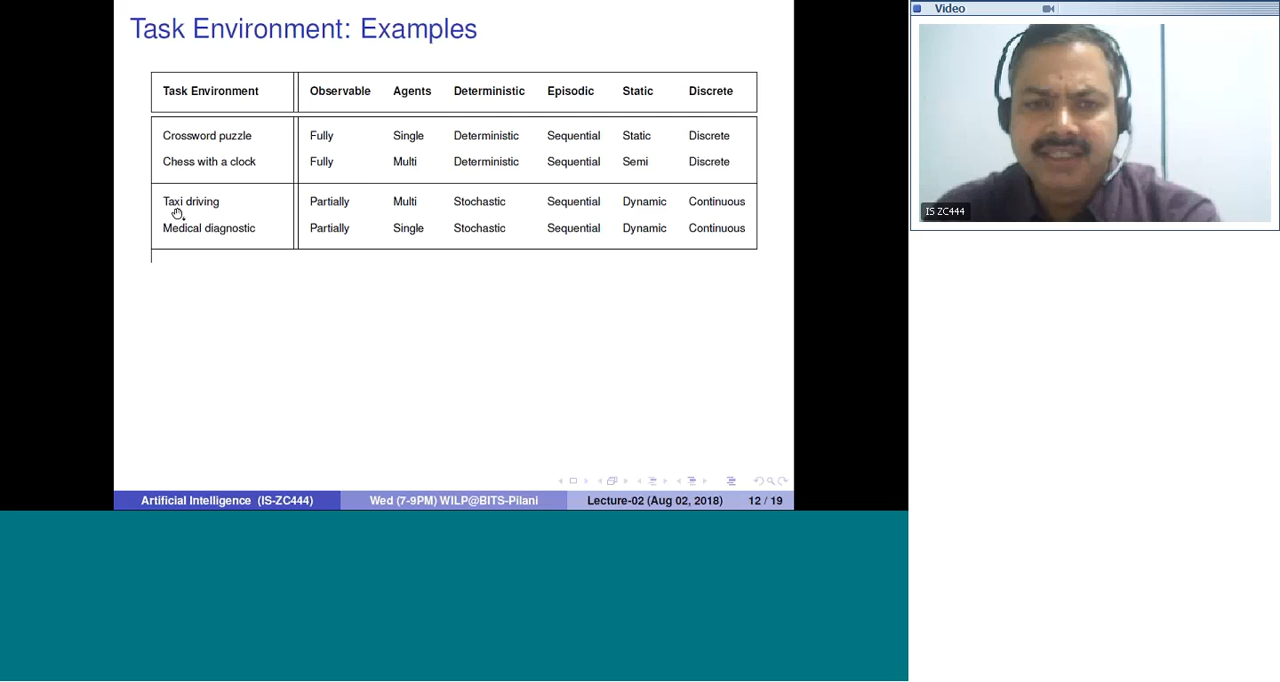 Task Environment: Examples
Task Environment Observable Agents Deterministic Episodic Static Discrete
Crossword puzzle Fully Single Deterministic Sequential Static Discrete
Chess with a clock Fully Multi Deterministic Sequential Semi Discrete
Taxi driving Partially Multi Stochastic Sequential Dynamic Continuous
Medical diagnostic Partially Single Stochastic Sequential Dynamic Continuous
Artificial Intelligence (IS-ZC444) Wed (7-9PM) WILP@BITS-Pilani Lecture-02 (Aug 02, 2018) 12 / 19
Video
IS ZC444